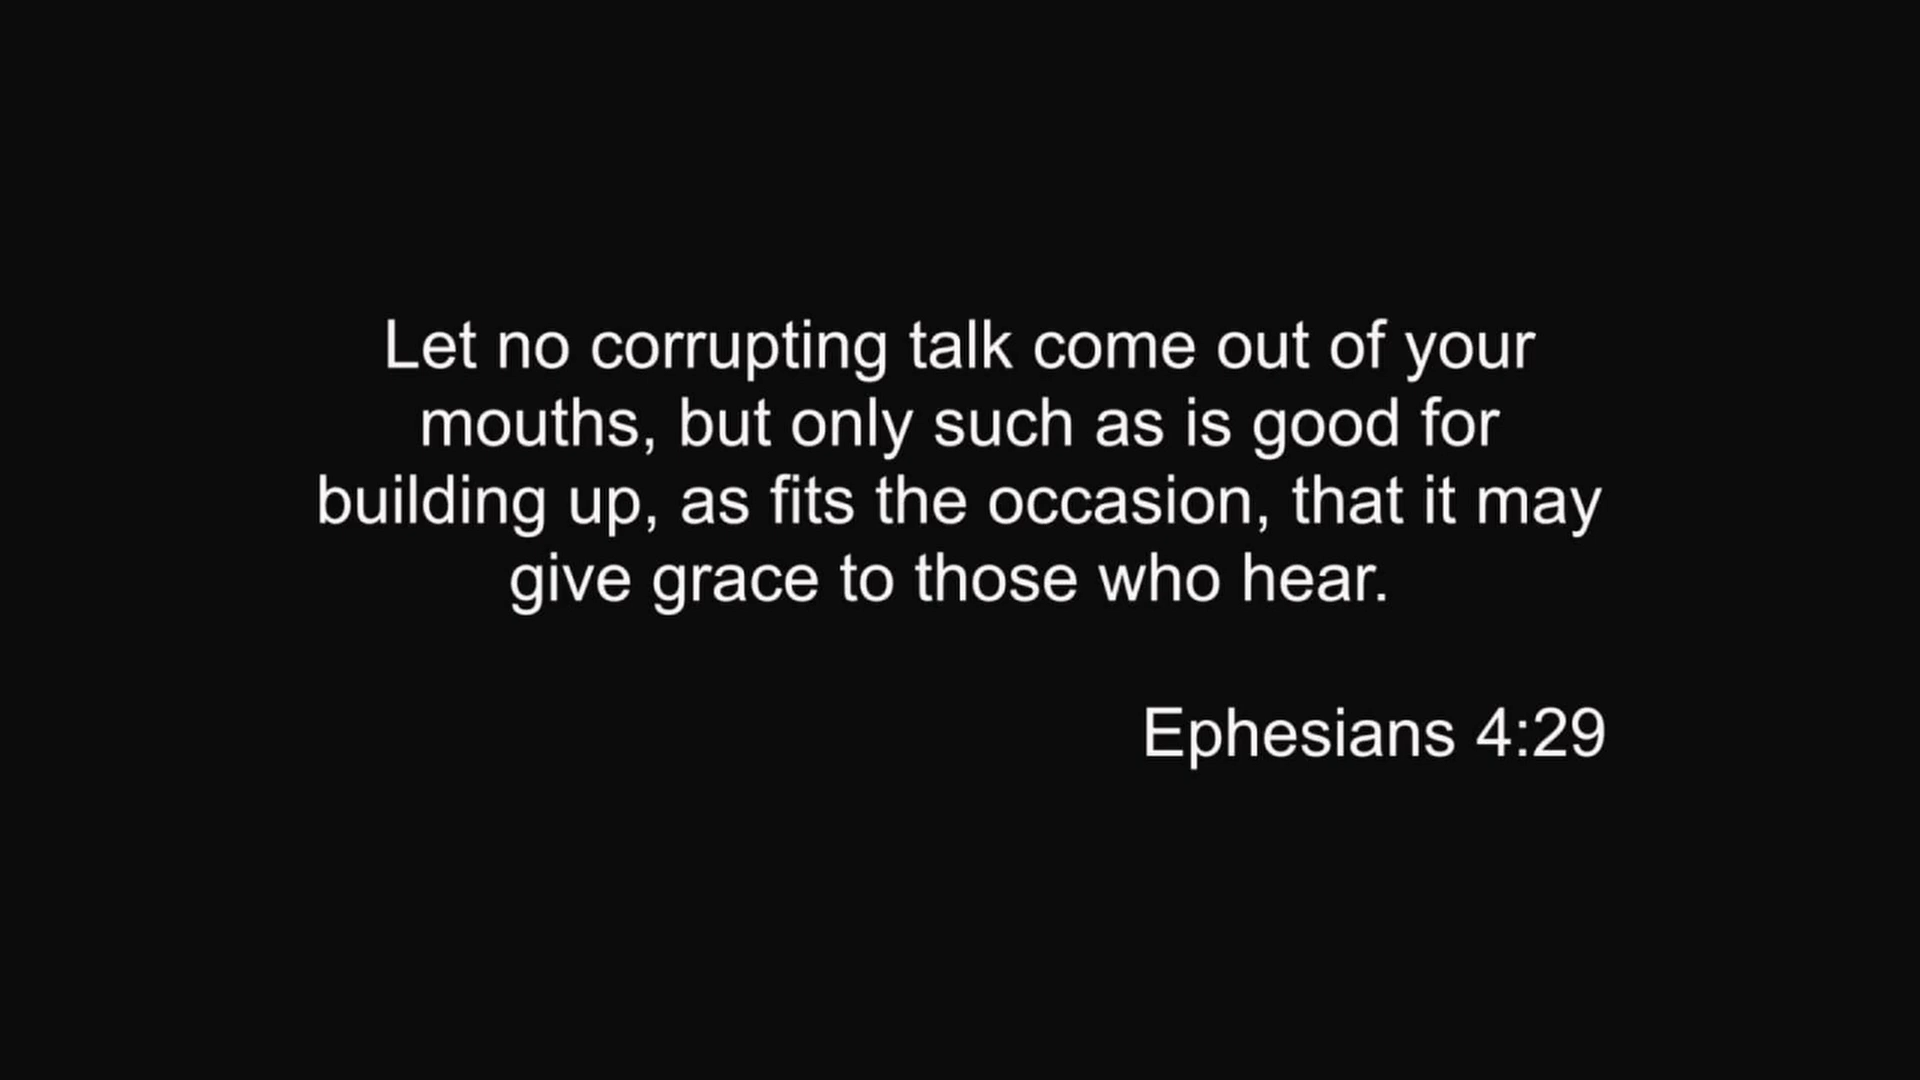 Let no corrupting talk come out of your
mouths, but only such as is good for
building up, as fits the occasion, that it may
give grace to those who hear.
Ephesians 4:29